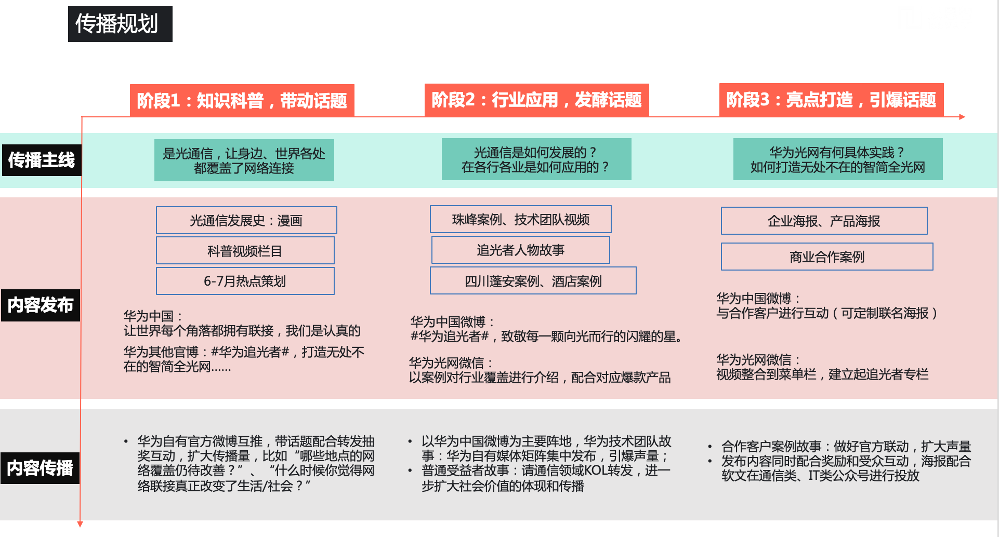 传播规划
阶段1：知识科普，带动话题
阶段2：行业应用，发酵话题
阶段3：亮点打造，引爆话题
传播主线
是光通信，让身边、世界各处
都覆盖了网络连接
光通信是如何发展的？
在各行各业是如何应用的？
华为光网有何具体实践？
如何打造无处不在的智简全光网
内容发布
光通信发展史：漫画
科普视频栏目
6-7月热点策划
华为中国：
让世界每个角落都拥有联接，我们是认真的
华为其他官博：#华为追光者#，打造无处不
在的智简全光网……
珠峰案例、技术团队视频
追光者人物故事
四川蓬安案例、酒店案例
华为中国微博：
#华为追光者#，致敬每一颗向光而行的闪耀的星。
华为光网微信：
以案例对行业覆盖进行介绍，配合对应爆款产品
企业海报、产品海报
商业合作案例
华为中国微博：
与合作客户进行互动（可定制联名海报）
华为光网微信：
视频整合到菜单栏，建立起追光者专栏
内容传播
• 华为自有官方微博互推，带话题配合转发抽
奖互动，扩大传播量，比如“哪些地点的网
络覆盖仍待改善？”、“什么时候你觉得网
络联接真正改变了生活/社会？”
• 以华为中国微博为主要阵地，华为技术团队故
事：华为自有媒体矩阵集中发布，引爆声量；
• 普通受益者故事：请通信领域KOL转发，进一
步扩大社会价值的体现和传播
• 合作客户案例故事：做好官方联动，扩大声量
• 发布内容同时配合奖励和受众互动，海报配合
软文在通信类、IT类公众号进行投放